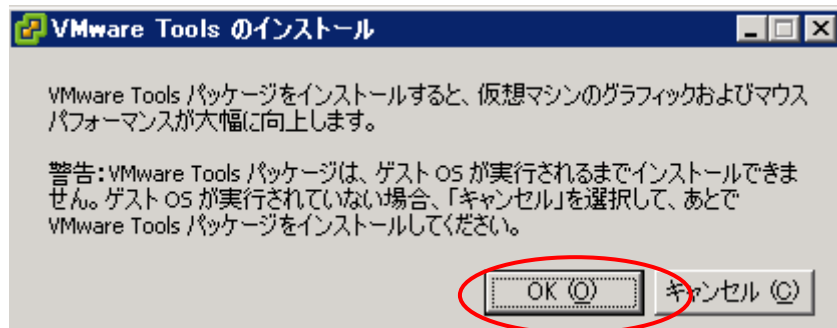 VMware Tools のインストール
VMware Tools パッケージをインストールすると、仮想マシンのグラフィックおよびマウス
パフォーマンスが大幅に向上します。
警告:VMware Tools パッケージは、ゲスト OS が実行されるまでインストールできま
せん。ゲスト OS が実行されていない場合、「キャンセル」を選択して、あとで
VMware Tools パッケージをインストールしてください。
OK (O) キャンセル (C)